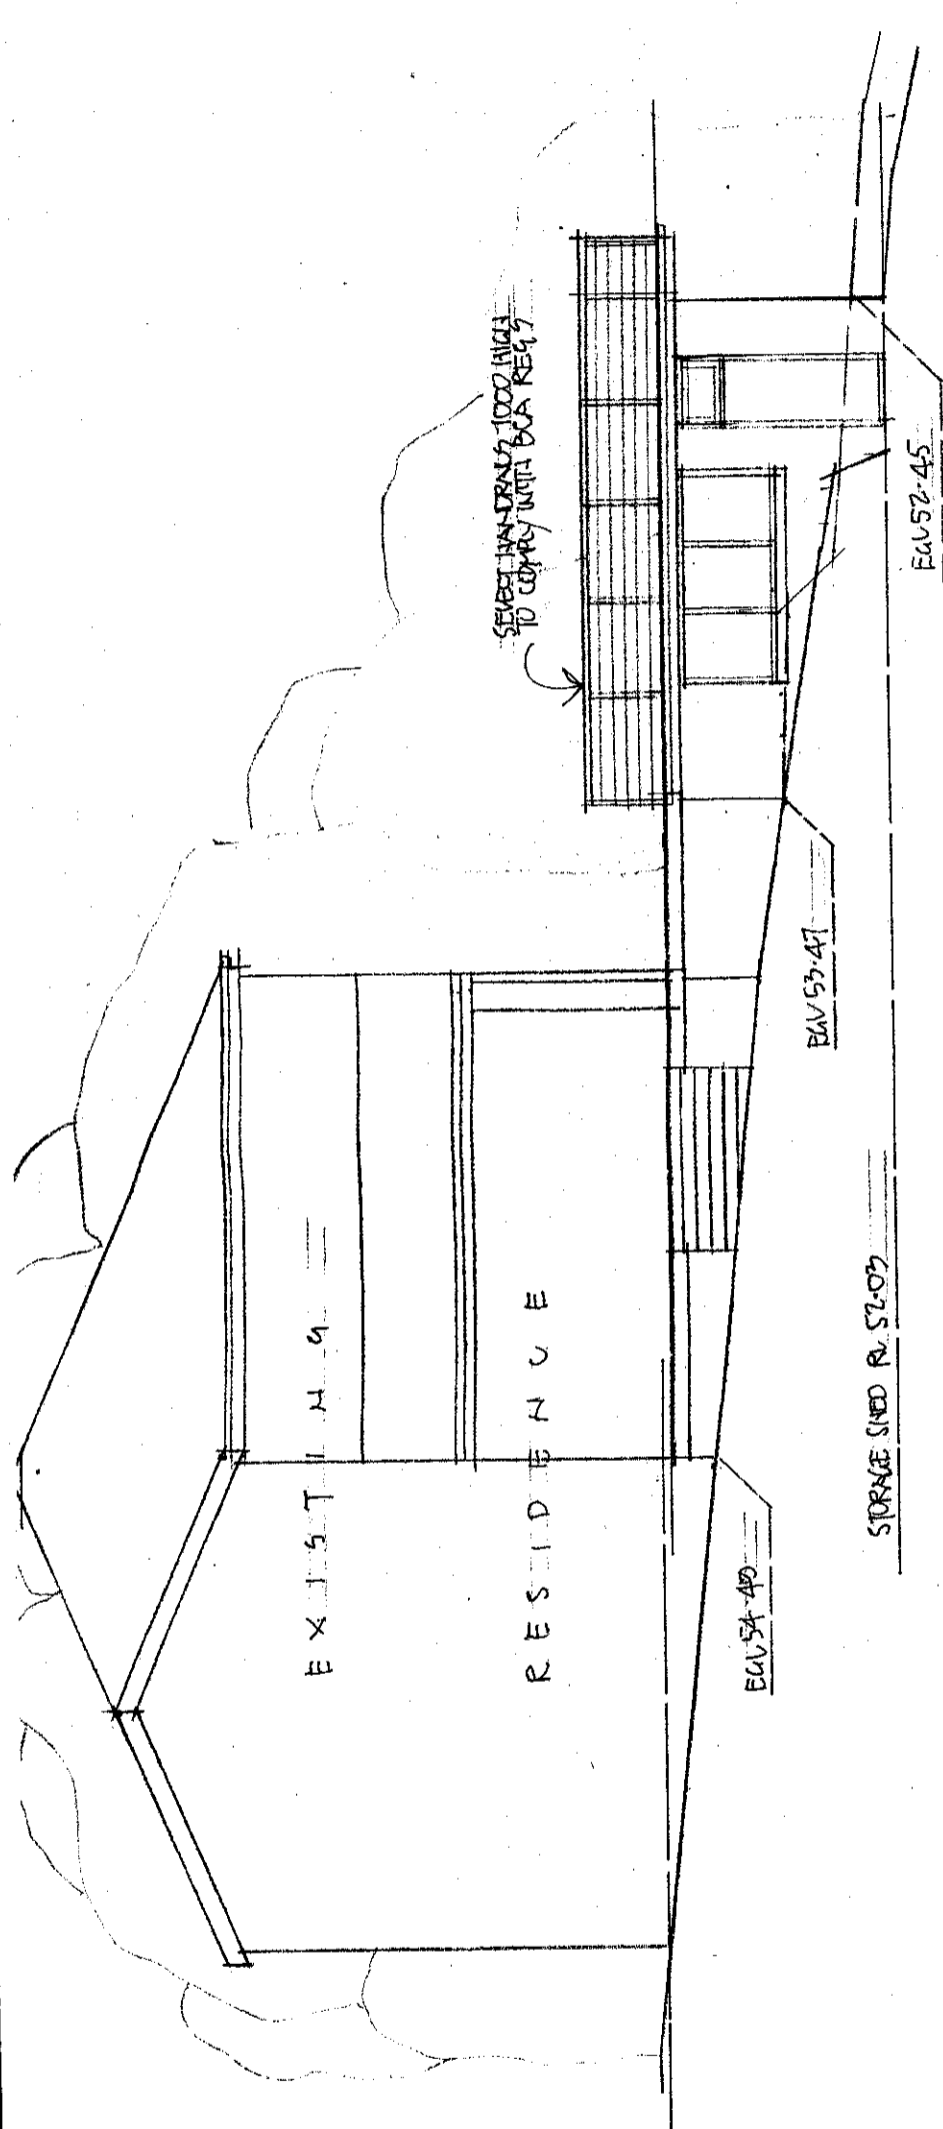 EXISTING
RESIDENCE
SELECT HANDRAILS 1000 HIGH
TO COMPLY WITH BCA REGS
EGL 54.40
STORAGE SHED RL 52.03
EGL 53.47
EGL 52.45